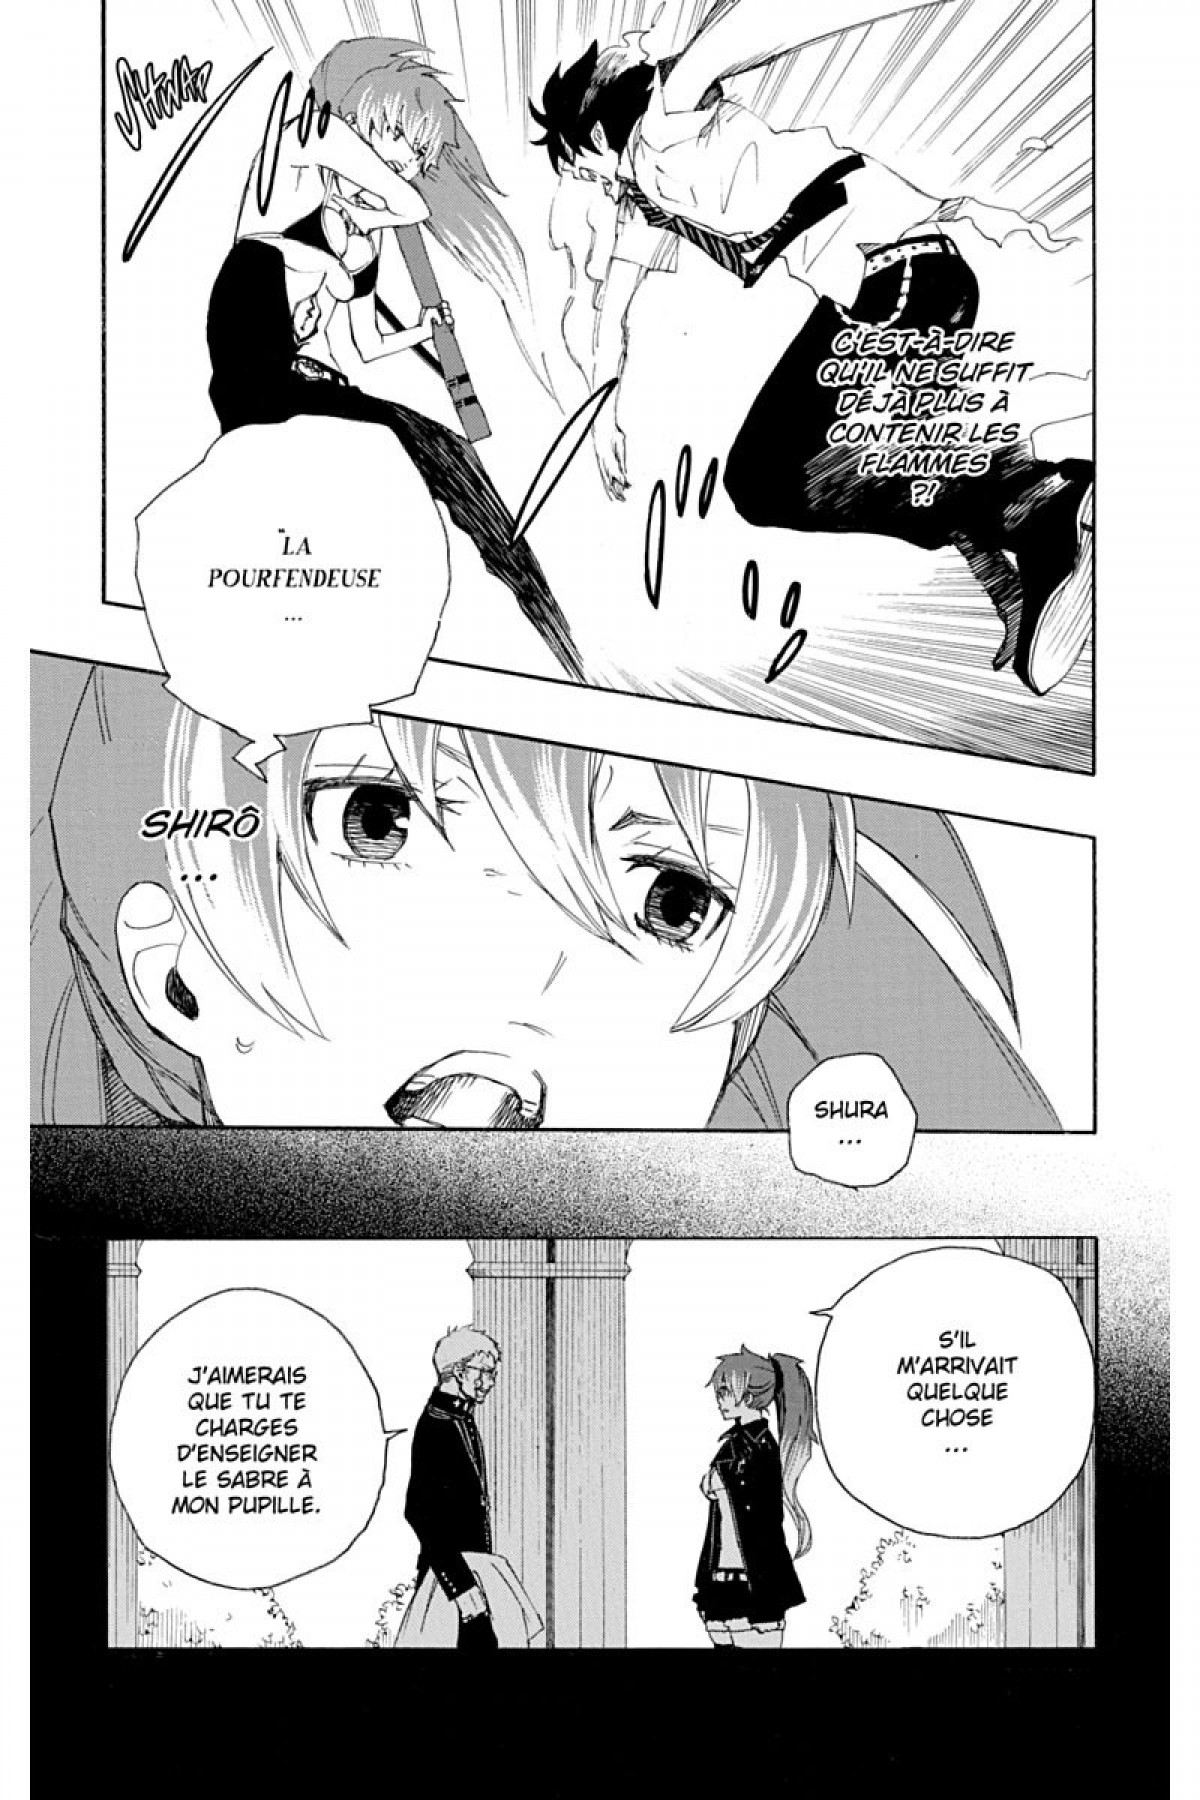 SHWAP
C'EST-À-DIRE
QU'IL NE SUFFIT
DÉJÀ PLUS À
CONTENIR LES
FLAMMES
?!
"LA
POURFENDEUSE
...
SHIRÔ
...
SHURA
...
S'IL
M'ARRIVAIT
QUELQUE
CHOSE
...
J'AIMERAIS
QUE TU TE
CHARGES
D'ENSEIGNER
LE SABRE À
MON PUPILLE.